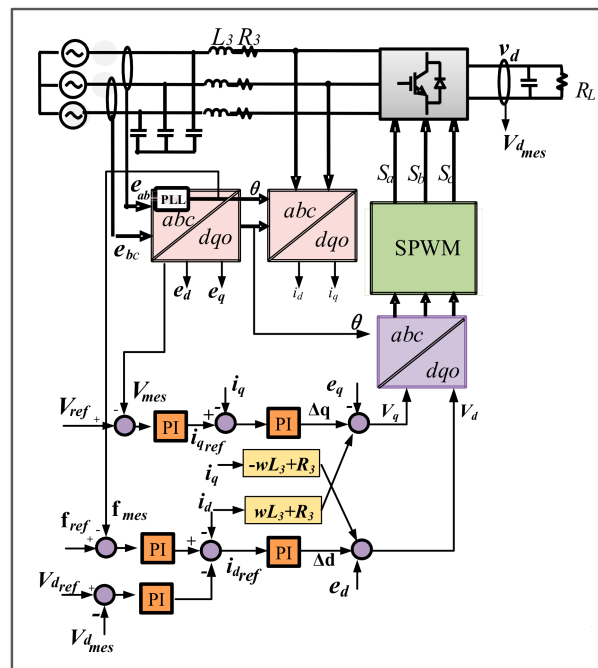 L3 R3
vd
RL
Vdmes
Sa Sb Sc
eab PLL θ
abc abc
ebc dqo dqo SPWM
ed eq id iq
θ abc
dqo
Vmes iq eq
Vref + - + - Δq - Vq Vd
PI PI
iqref
iq -wL3+R3
id wL3+R3
fref - fmes
+ PI + - - idref PI Δd
ed
Vdref + PI
-
Vdmes